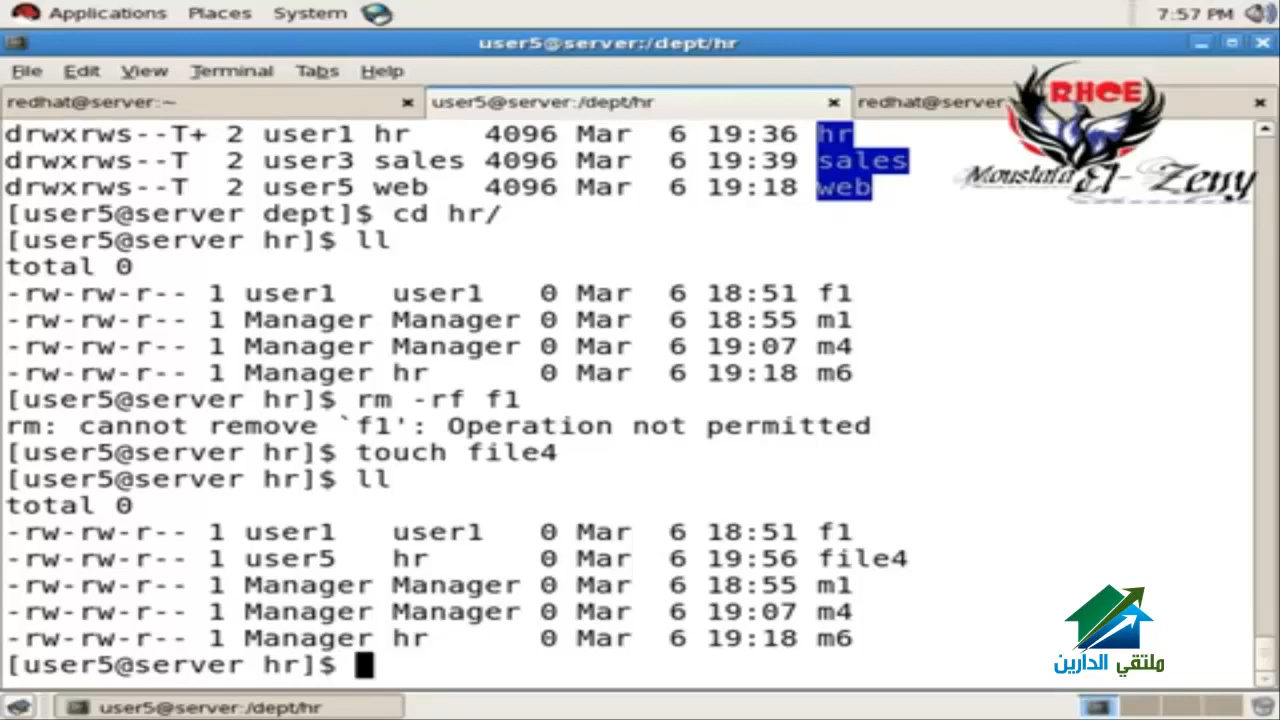 Applications Places System 7:57 PM
user5@server:/dept/hr
File Edit View Terminal Tabs Help
redhat@server:~ user5@server:/dept/hr redhat@server
RHCE
Moustafa El-Zeny
drwxrws--T+ 2 user1 hr 4096 Mar 6 19:36 hr
drwxrws--T 2 user3 sales 4096 Mar 6 19:39 sales
drwxrws--T 2 user5 web 4096 Mar 6 19:18 web
[user5@server dept]$ cd hr/
[user5@server hr]$ ll
total 0
-rw-rw-r-- 1 user1 user1 0 Mar 6 18:51 f1
-rw-rw-r-- 1 Manager Manager 0 Mar 6 18:55 m1
-rw-rw-r-- 1 Manager Manager 0 Mar 6 19:07 m4
-rw-rw-r-- 1 Manager hr 0 Mar 6 19:18 m6
[user5@server hr]$ rm -rf f1
rm: cannot remove `f1': Operation not permitted
[user5@server hr]$ touch file4
[user5@server hr]$ ll
total 0
-rw-rw-r-- 1 user1 user1 0 Mar 6 18:51 f1
-rw-rw-r-- 1 user5 hr 0 Mar 6 19:56 file4
-rw-rw-r-- 1 Manager Manager 0 Mar 6 18:55 m1
-rw-rw-r-- 1 Manager Manager 0 Mar 6 19:07 m4
-rw-rw-r-- 1 Manager hr 0 Mar 6 19:18 m6
[user5@server hr]$
ملتقي الدارين
user5@server:/dept/hr